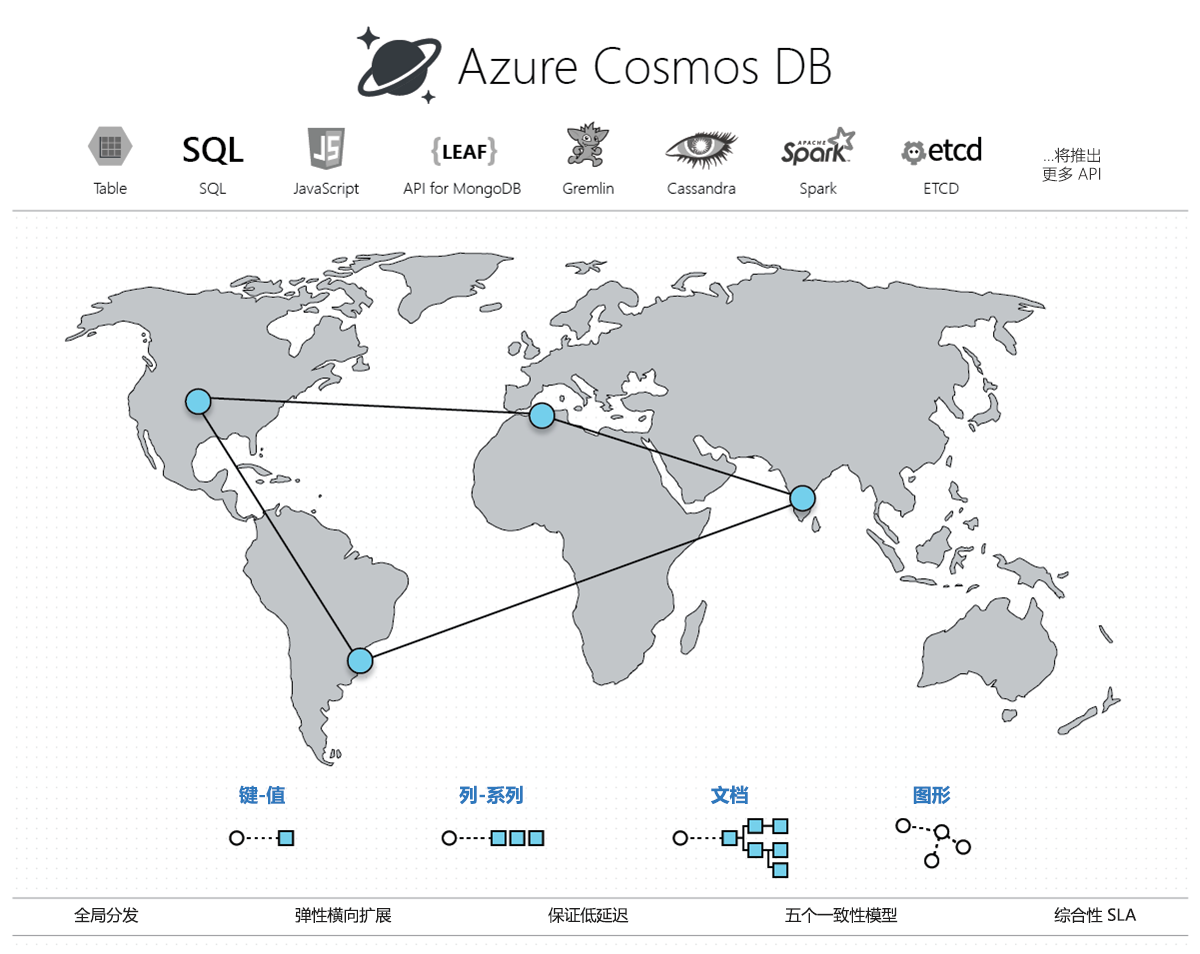 Azure Cosmos DB
SQL
JS
{LEAF}
APACHE
Spark™
etcd
Table
SQL
JavaScript
API for MongoDB
Gremlin
Cassandra
Spark
ETCD
...将推出
更多 API
键-值
列-系列
文档
图形
全局分发
弹性横向扩展
保证低延迟
五个一致性模型
综合性 SLA